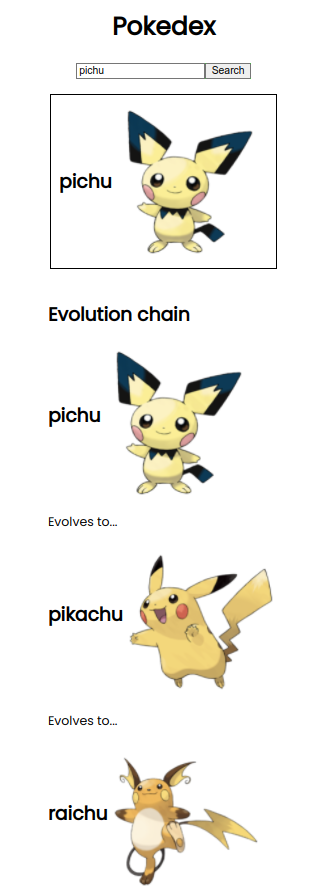 Pokedex
pichu Search
pichu
Evolution chain
pichu
Evolves to...
pikachu
Evolves to...
raichu